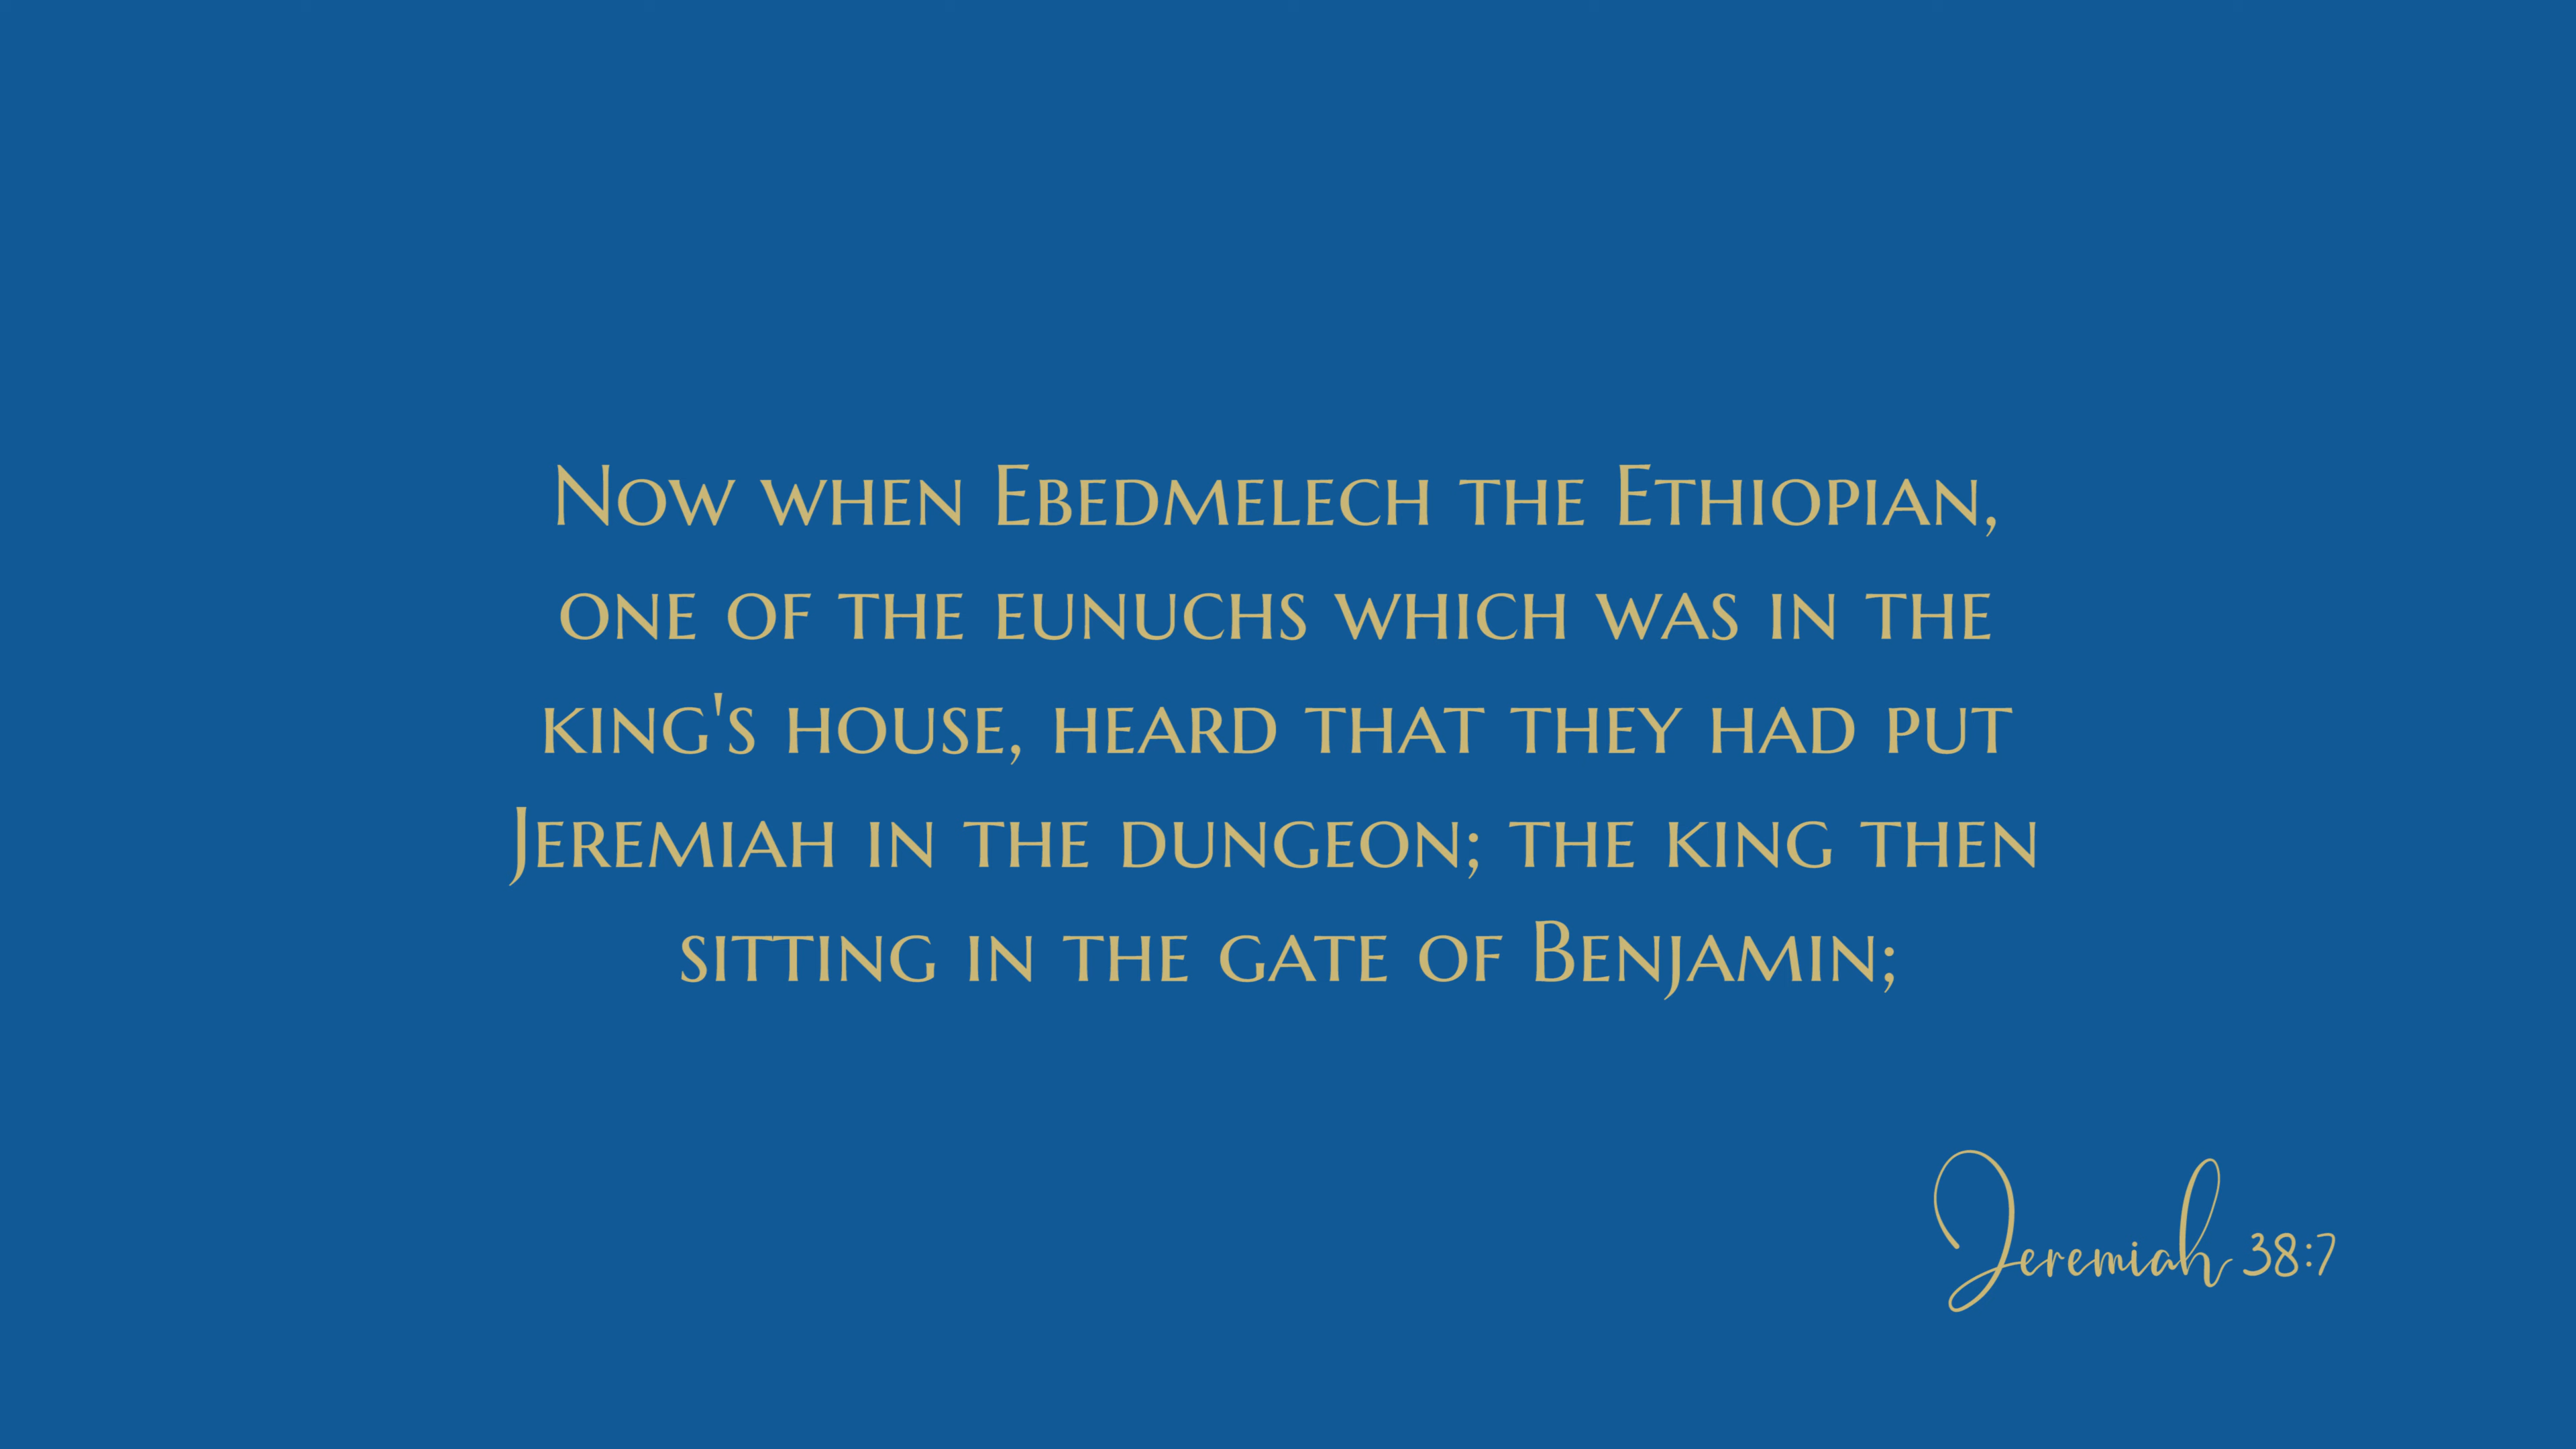 Now when Ebedmelech the Ethiopian,
one of the eunuchs which was in the
king's house, heard that they had put
Jeremiah in the dungeon; the king then
sitting in the gate of Benjamin;
Jeremiah 38:7